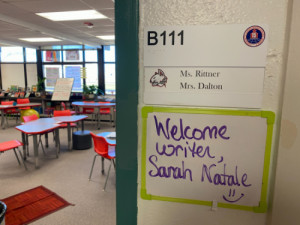 B111
Ms. Rittner
Mrs. Dalton
Welcome
writer,
Sarah Natale